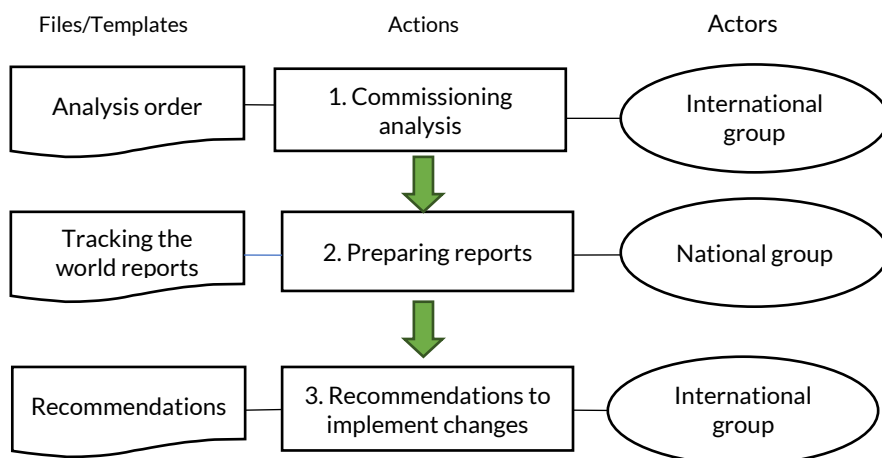 Files/Templates
Actions
Actors
Analysis order
1. Commissioning
analysis
International
group
Tracking the
world reports
2. Preparing reports
National group
Recommendations
3. Recommendations to
implement changes
International
group